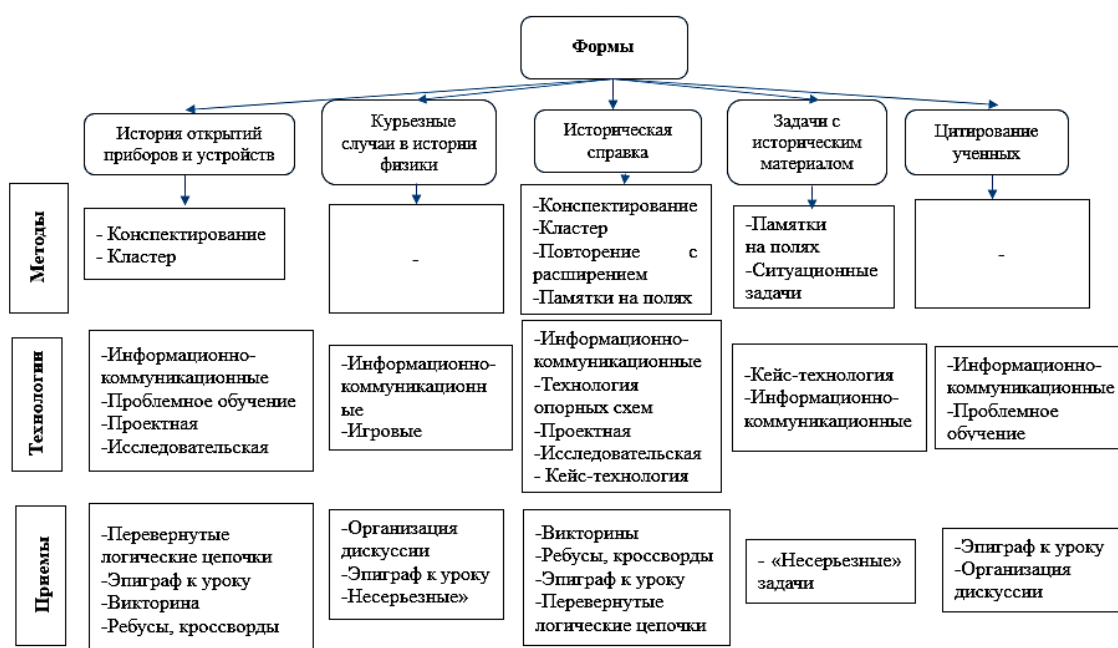 Формы
История открытий
приборов и устройств
Курьезные
случаи в истории
физики
Историческая
справка
Задачи с
историческим
материалом
Цитирование
ученных
Методы
- Конспектирование
- Кластер
-
-Конспектирование
-Кластер
-Повторение с
расширением
-Памятки на полях
-Памятки
на полях
-Ситуационные
задачи
-
Технологии
-Информационно-
коммуникационные
-Проблемное обучение
-Проектная
-Исследовательская
-Информационно-
коммуникационн
ые
-Игровые
-Информационно-
коммуникационные
-Технология
опорных схем
-Проектная
-Исследовательская
- Кейс-технология
-Кейс-технология
-Информационно-
коммуникационные
-Информационно-
коммуникационные
-Проблемное
обучение
Приемы
-Перевернутые
логические цепочки
-Эпиграф к уроку
-Викторина
-Ребусы, кроссворды
-Организация
дискуссии
-Эпиграф к уроку
-Несерьезные»
-Викторины
-Ребусы, кроссворды
-Эпиграф к уроку
-Перевернутые
логические цепочки
- «Несерьезные»
задачи
-Эпиграф к уроку
-Организация
дискуссии